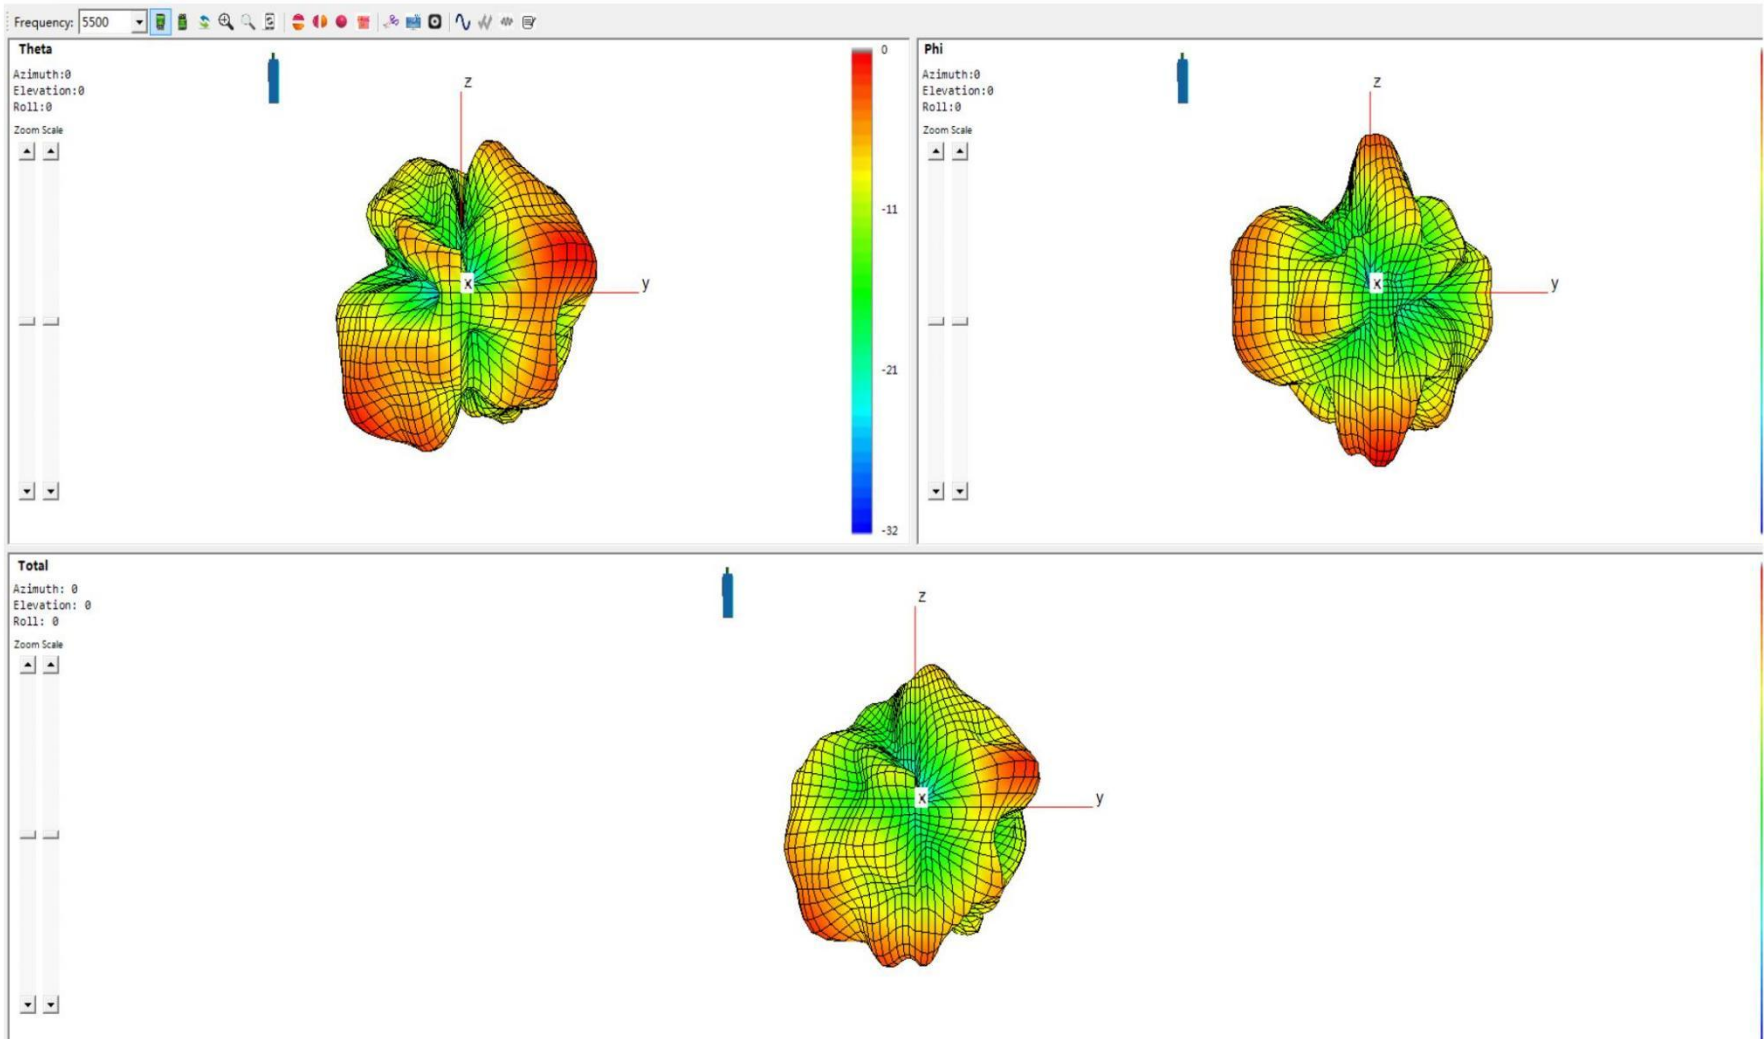 Frequency: 5500
Theta
Azimuth:0
Elevation:0
Roll:0
Zoom Scale
z
x
y
0
-11
-21
-32
Phi
Azimuth:0
Elevation:0
Roll:0
Zoom Scale
z
x
y
Total
Azimuth: 0
Elevation: 0
Roll: 0
Zoom Scale
z
x
y